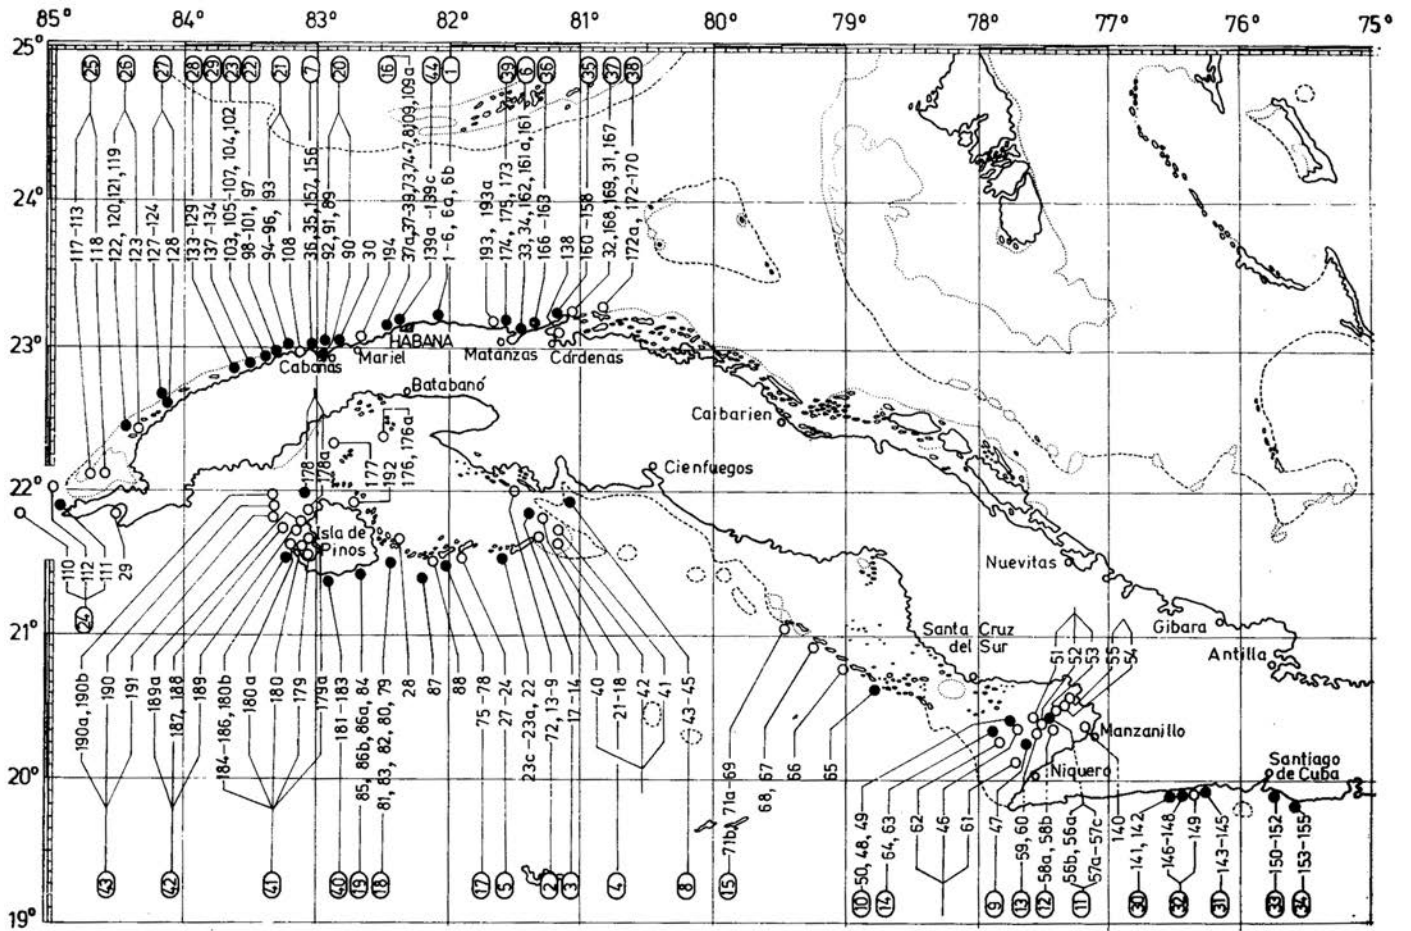 85° 84° 83° 82° 81° 80° 79° 78° 77° 76° 75°
25°
24°
23°
22°
21°
20°
19°
25 26 27 28 29 23 22 21 7 20 16 44 1 39 6 36 35 37 38
117-113
118
122, 120, 121, 119
123
127-124
128
133-129
137-134
103, 105-107, 104, 102
98-101, 97
94-96, 93
108
36, 35, 157, 156
92, 91, 89
90
30
194
139a-139c
1-6, 6a, 6b
193, 193a
174, 175, 173
33, 34, 162, 161a, 161
166-163
138
160-158
32, 168, 169, 31, 167
172a, 172-170
HABANA
Cabañas
Mariel
Matanzas
Cárdenas
Batabanó
Caibarien
Cienfuegos
178
178a
177
192
176, 176a
Isla de
Pinos
Nuevitas
Gibara
Antilla
Santa Cruz
del Sur
Manzanillo
Niquero
Santiago
de Cuba
110
112
111
29
24
51
52
53
55
54
190a, 190b
190
191
189a
187, 188
189
184-186, 180b
180a
180
179
179a
181-183
85, 86b, 86a, 84
81, 83, 82, 80, 79
28
87
88
75-78
27-24
23c-23a, 22
72, 13-9
17-14
40
21-18
42
41
43-45
71b, 71a-69
68, 67
66
65
50, 48, 49
64, 63
62
46
61
47
59, 60
58a, 58b
56b, 56a
57a-57c
140
141, 142
146-148
149
143-145
150-152
153-155
43 42 41 40 19 18 17 5 2 3 4 8 15 10 14 9 13 12 11 30 32 31 33 34